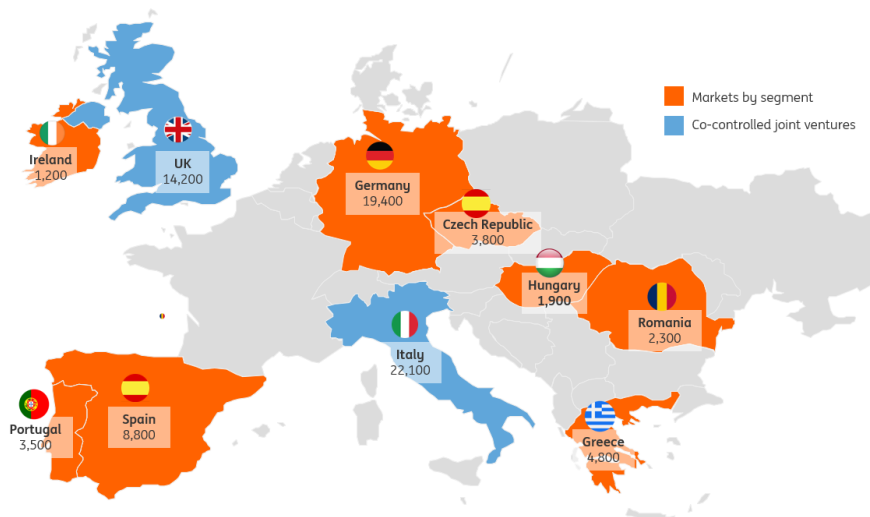 Markets by segment
Co-controlled joint ventures
Ireland
1,200
UK
14,200
Germany
19,400
Czech Republic
3,800
Hungary
1,900
Romania
2,300
Italy
22,100
Portugal
3,500
Spain
8,800
Greece
4,800